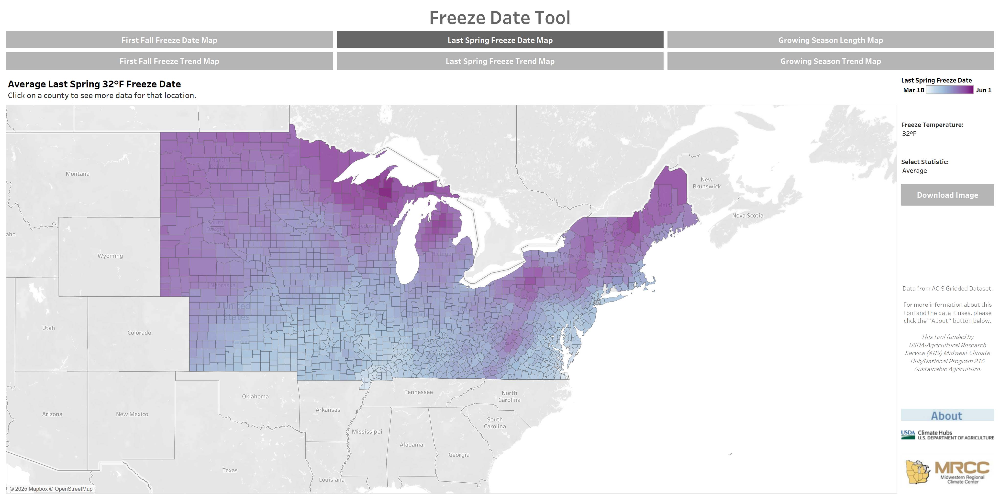 Freeze Date Tool
First Fall Freeze Date Map
Last Spring Freeze Date Map
Growing Season Length Map
First Fall Freeze Trend Map
Last Spring Freeze Trend Map
Growing Season Trend Map
Average Last Spring 32°F Freeze Date
Click on a county to see more data for that location.
Last Spring Freeze Date
Mar 18
Jun 1
Freeze Temperature:
32°F
Select Statistic:
Average
Download Image
Data from ACIS Gridded Dataset.
For more information about this
tool and the data it uses, please
click the "About" button below.
This tool funded by
USDA-Agricultural Research
Service (ARS) Midwest Climate
Hub/National Program 216
Sustainable Agriculture.
About
USDA Climate Hubs
U.S. DEPARTMENT OF AGRICULTURE
MRCC
Midwestern Regional
Climate Center
Montana
North
Dakota
Minnesota
New
Brunswick
Maine
Nova Scotia
South
Dakota
Wisconsin
Vermont
aho
Wyoming
Michigan
New York
MA
Iowa
Nebraska
Pennsylvania
United
States
Illinois
Indiana
Utah
Colorado
Kansas
Missouri
West
Virginia
DE
Oklahoma
Tennessee
North
Carolina
Arkansas
Arizona
New Mexico
South
Carolina
Mississippi
Alabama
Georgia
Texas
Louisiana
© 2025 Mapbox © OpenStreetMap